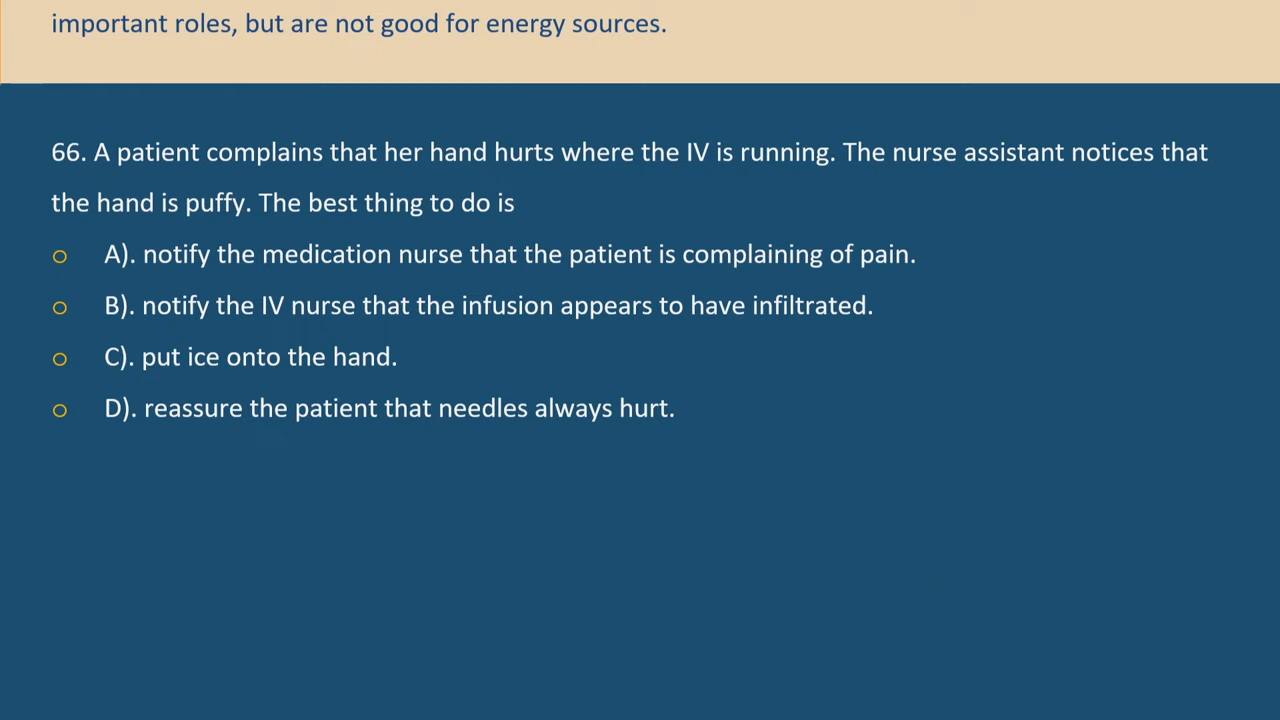 important roles, but are not good for energy sources.
66. A patient complains that her hand hurts where the IV is running. The nurse assistant notices that
the hand is puffy. The best thing to do is
o A). notify the medication nurse that the patient is complaining of pain.
o B). notify the IV nurse that the infusion appears to have infiltrated.
o C). put ice onto the hand.
o D). reassure the patient that needles always hurt.